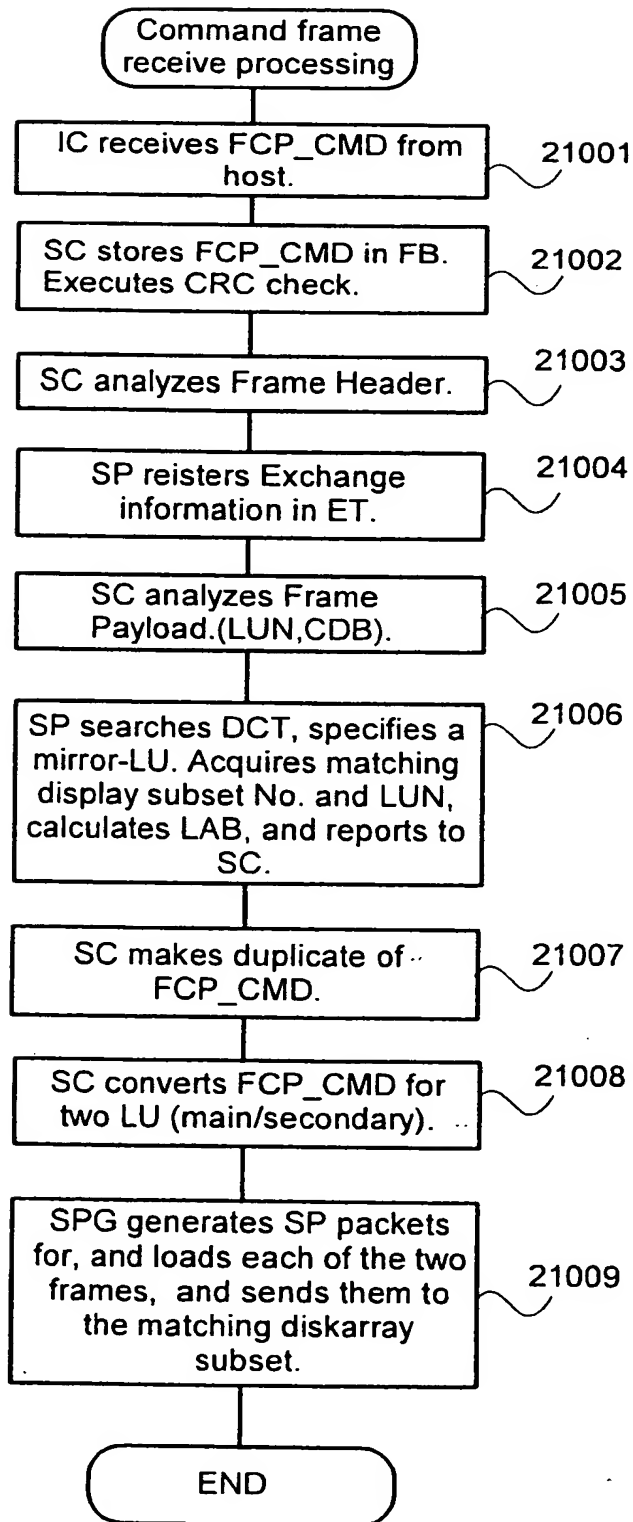 Command frame
receive processing
IC receives FCP_CMD from
host.
21001
SC stores FCP_CMD in FB.
Executes CRC check.
21002
SC analyzes Frame Header.
21003
SP reisters Exchange
information in ET.
21004
SC analyzes Frame
Payload.(LUN,CDB).
21005
SP searches DCT, specifies a
mirror-LU. Acquires matching
display subset No. and LUN,
calculates LAB, and reports to
SC.
21006
SC makes duplicate of
FCP_CMD.
21007
SC converts FCP_CMD for
two LU (main/secondary).
21008
SPG generates SP packets
for, and loads each of the two
frames, and sends them to
the matching diskarray
subset.
21009
END